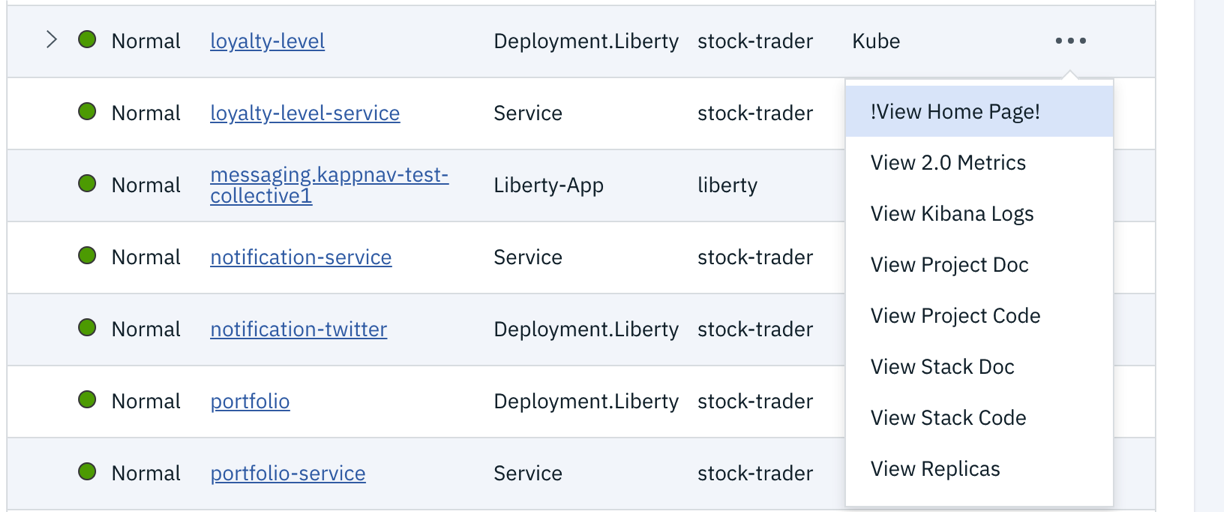 Normal loyalty-level Deployment.Liberty stock-trader Kube
Normal loyalty-level-service Service stock-trader
Normal messaging.kappnav-test-
collective1 Liberty-App liberty
Normal notification-service Service stock-trader
Normal notification-twitter Deployment.Liberty stock-trader
Normal portfolio Deployment.Liberty stock-trader
Normal portfolio-service Service stock-trader
!View Home Page!
View 2.0 Metrics
View Kibana Logs
View Project Doc
View Project Code
View Stack Doc
View Stack Code
View Replicas